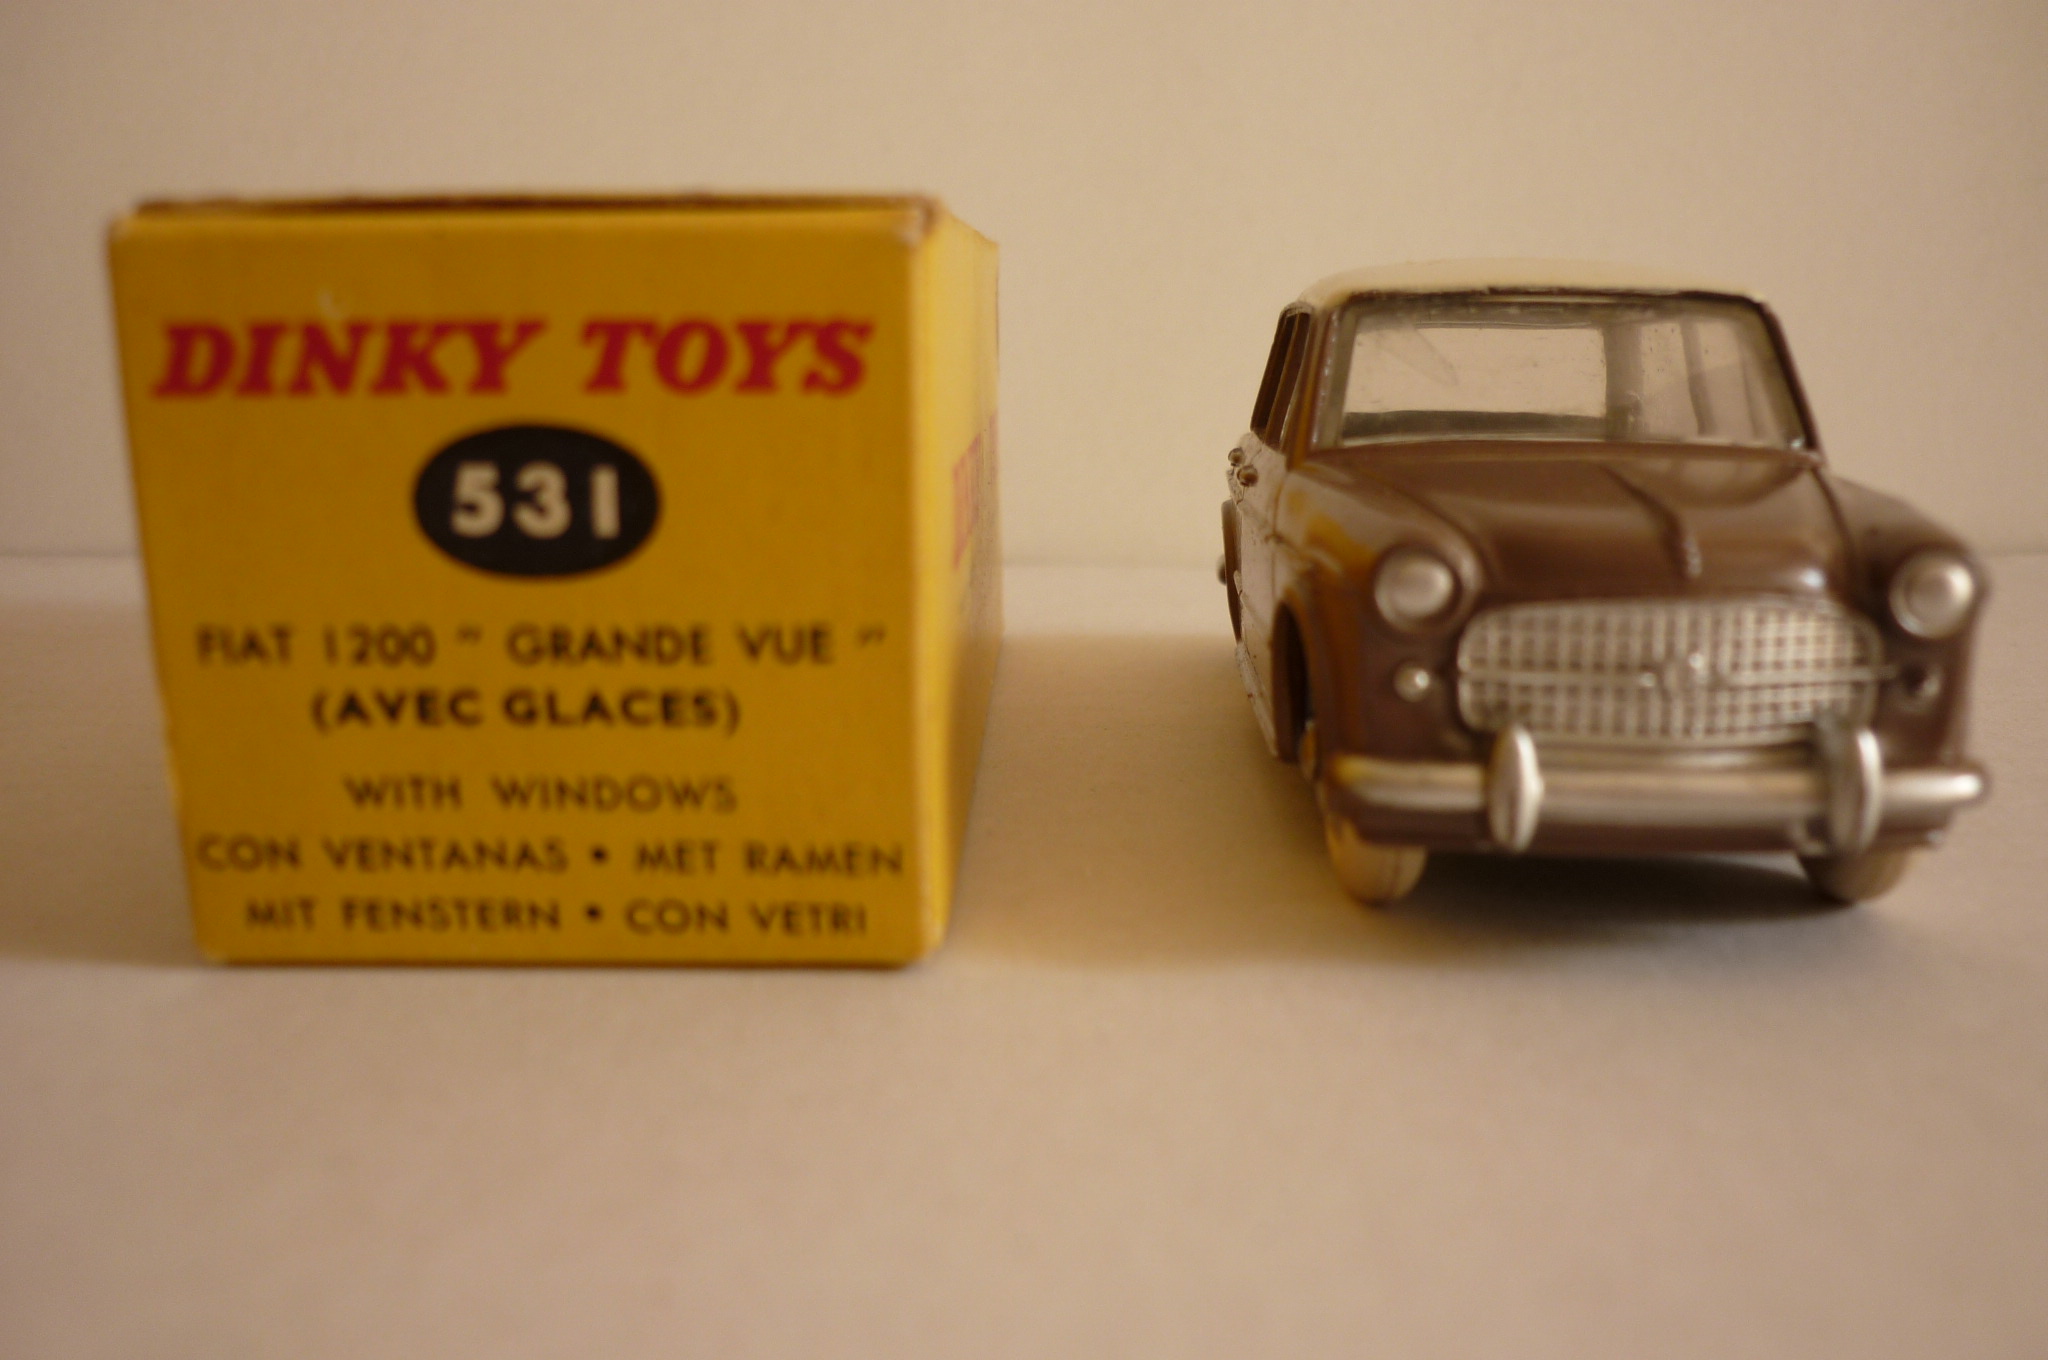 DINKY TOYS
531
FIAT 1200 " GRANDE VUE "
(AVEC GLACES)
WITH WINDOWS
CON VENTANAS • MET RAMEN
MIT FENSTERN • CON VETRI